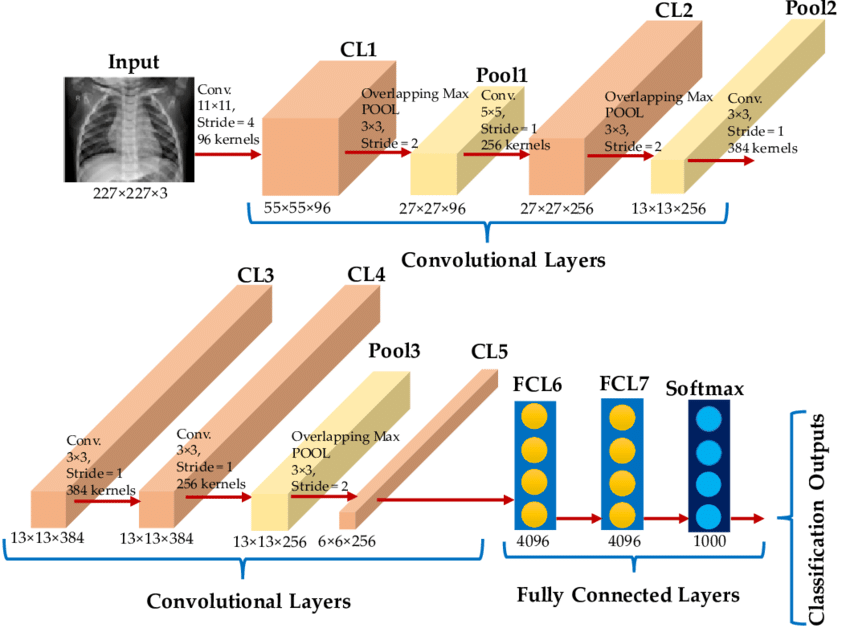 Input
Conv.
11×11,
Stride = 4
96 kernels
227×227×3
CL1
55×55×96
Overlapping Max
POOL
3×3,
Stride = 2
Pool1
27×27×96
Conv.
5×5,
Stride = 1
256 kernels
CL2
27×27×256
Overlapping Max
POOL
3×3,
Stride = 2
Pool2
13×13×256
Conv.
3×3,
Stride = 1
384 kernels
Convolutional Layers
CL3
13×13×384
Conv.
3×3,
Stride = 1
384 kernels
CL4
13×13×384
Conv.
3×3,
Stride = 1
256 kernels
Pool3
13×13×256
Overlapping Max
POOL
3×3,
Stride = 2
CL5
6×6×256
Convolutional Layers
FCL6
4096
FCL7
4096
Softmax
1000
Fully Connected Layers
Classification Outputs